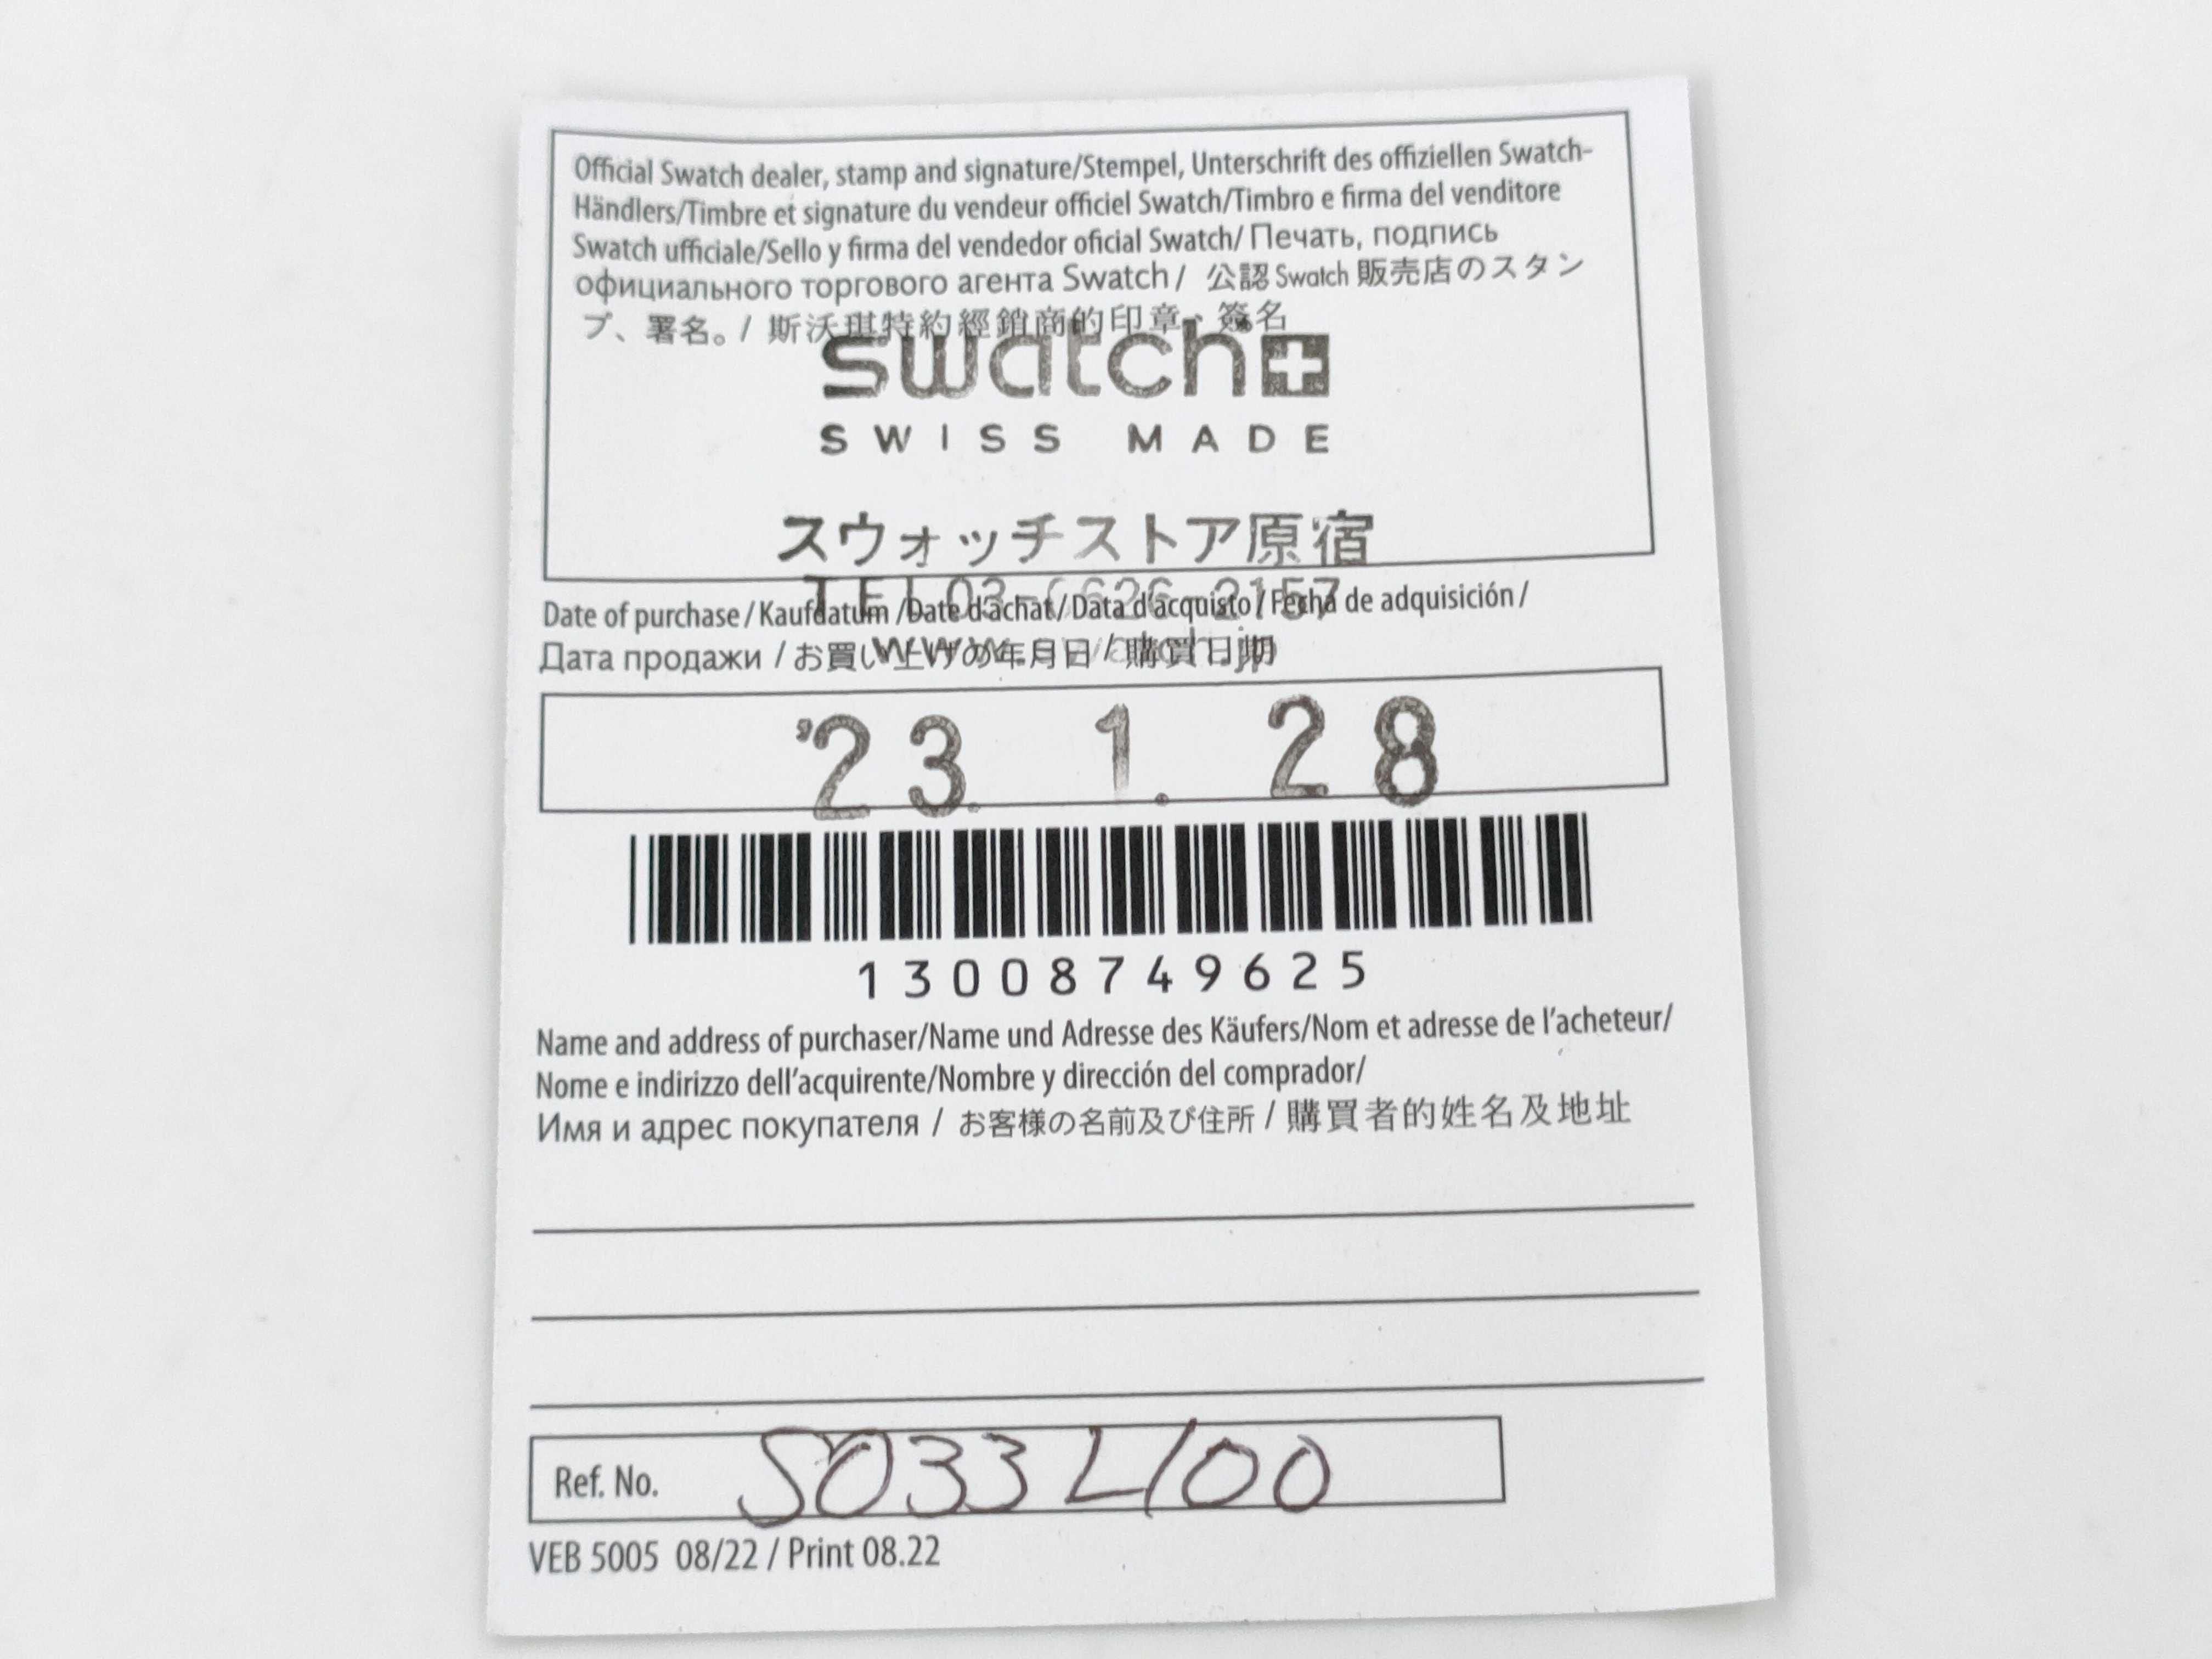 Official Swatch dealer, stamp and signature/Stempel, Unterschrift des offiziellen Swatch-
Händlers/Timbre et signature du vendeur officiel Swatch/Timbro e firma del venditore
Swatch ufficiale/Sello y firma del vendedor oficial Swatch/ Печать, подпись
официального торгового агента Swatch / 公認 Swatch 販売店のスタン
プ、署名。/ 斯沃琪特約經銷商的印章、簽名
swatch
SWISS MADE
スウォッチストア原宿
TEL 03-6626-2157
Date of purchase / Kaufdatum /Date d'achat / Data d'acquisto / Fecha de adquisición /
Дата продажи / お買い上げの年月日 / 購買日期
'23. 1. 28
13008749625
Name and address of purchaser/Name und Adresse des Käufers/Nom et adresse de l'acheteur/
Nome e indirizzo dell'acquirente/Nombre y dirección del comprador/
Имя и адрес покупателя / お客様の名前及び住所 / 購買者的姓名及地址
Ref. No. SO33L/00
VEB 5005 08/22 / Print 08.22